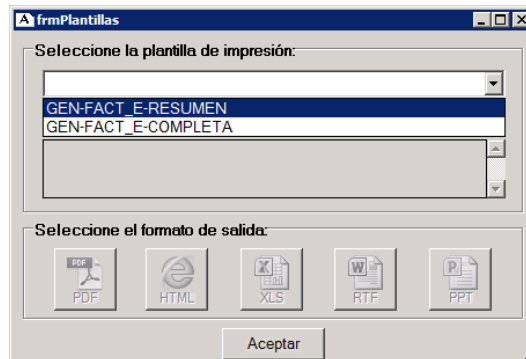 frmPlantillas
Seleccione la plantilla de impresión:
GEN-FACT_E-RESUMEN
GEN-FACT_E-COMPLETA
Seleccione el formato de salida:
PDF HTML XLS RTF PPT
Aceptar